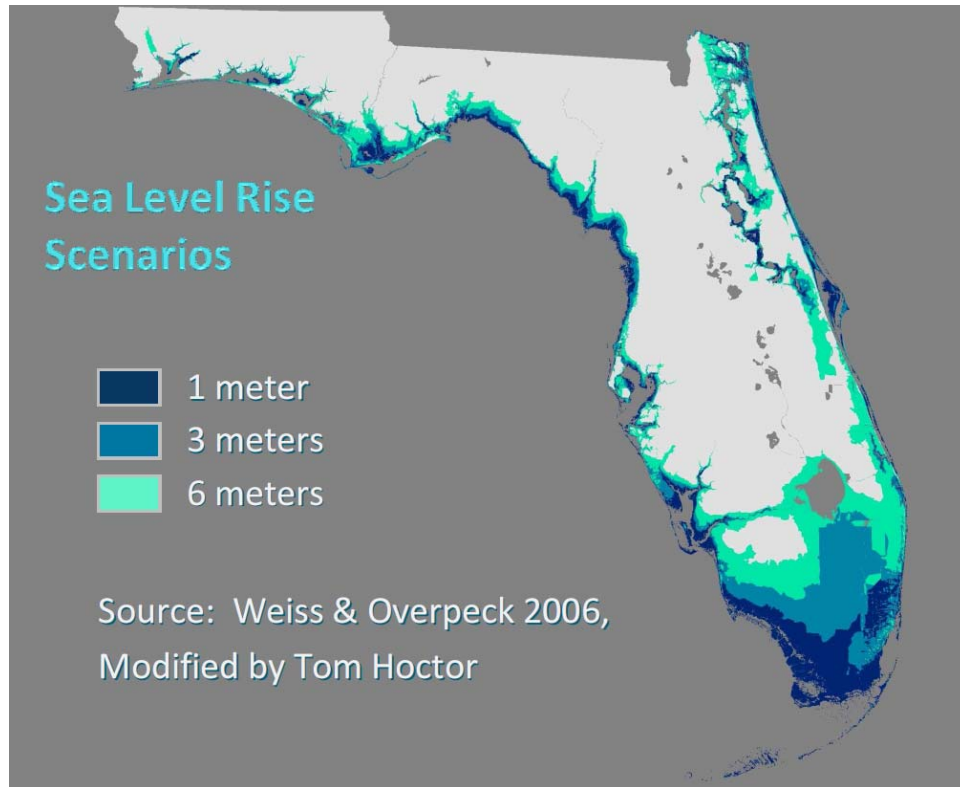 Sea Level Rise
Scenarios
1 meter
3 meters
6 meters
Source:  Weiss & Overpeck 2006,
Modified by Tom Hoctor